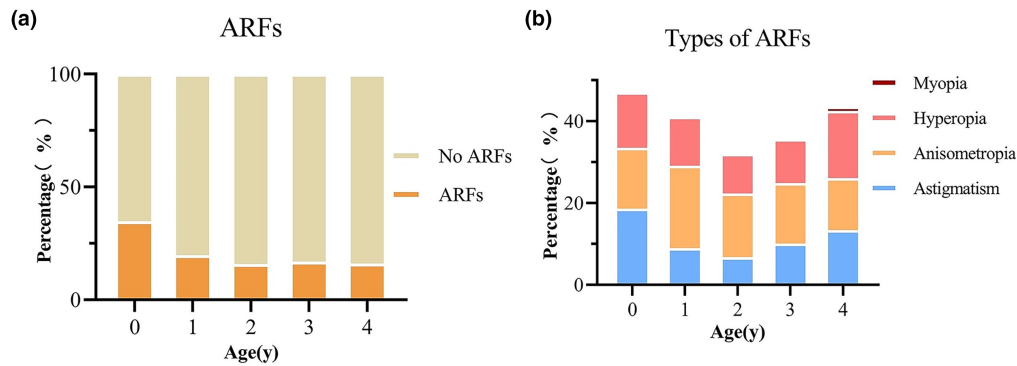 (a)
ARFs
100
50
0
Percentage( %)
0 1 2 3 4
Age(y)
No ARFs
ARFs
(b)
Types of ARFs
40
20
0
Percentage( %)
0 1 2 3 4
Age(y)
Myopia
Hyperopia
Anisometropia
Astigmatism